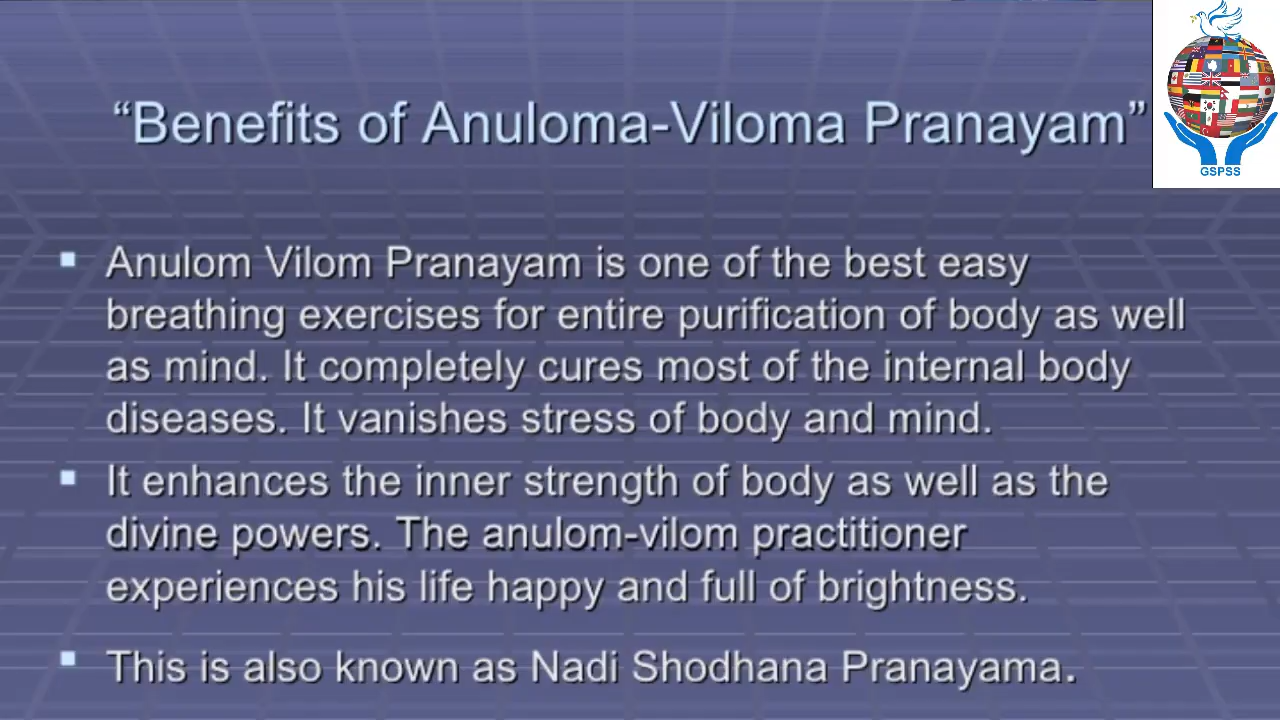 “Benefits of Anuloma-Viloma Pranayam”
GSPSS
▪ Anulom Vilom Pranayam is one of the best easy
breathing exercises for entire purification of body as well
as mind. It completely cures most of the internal body
diseases. It vanishes stress of body and mind.
▪ It enhances the inner strength of body as well as the
divine powers. The anulom-vilom practitioner
experiences his life happy and full of brightness.
▪ This is also known as Nadi Shodhana Pranayama.